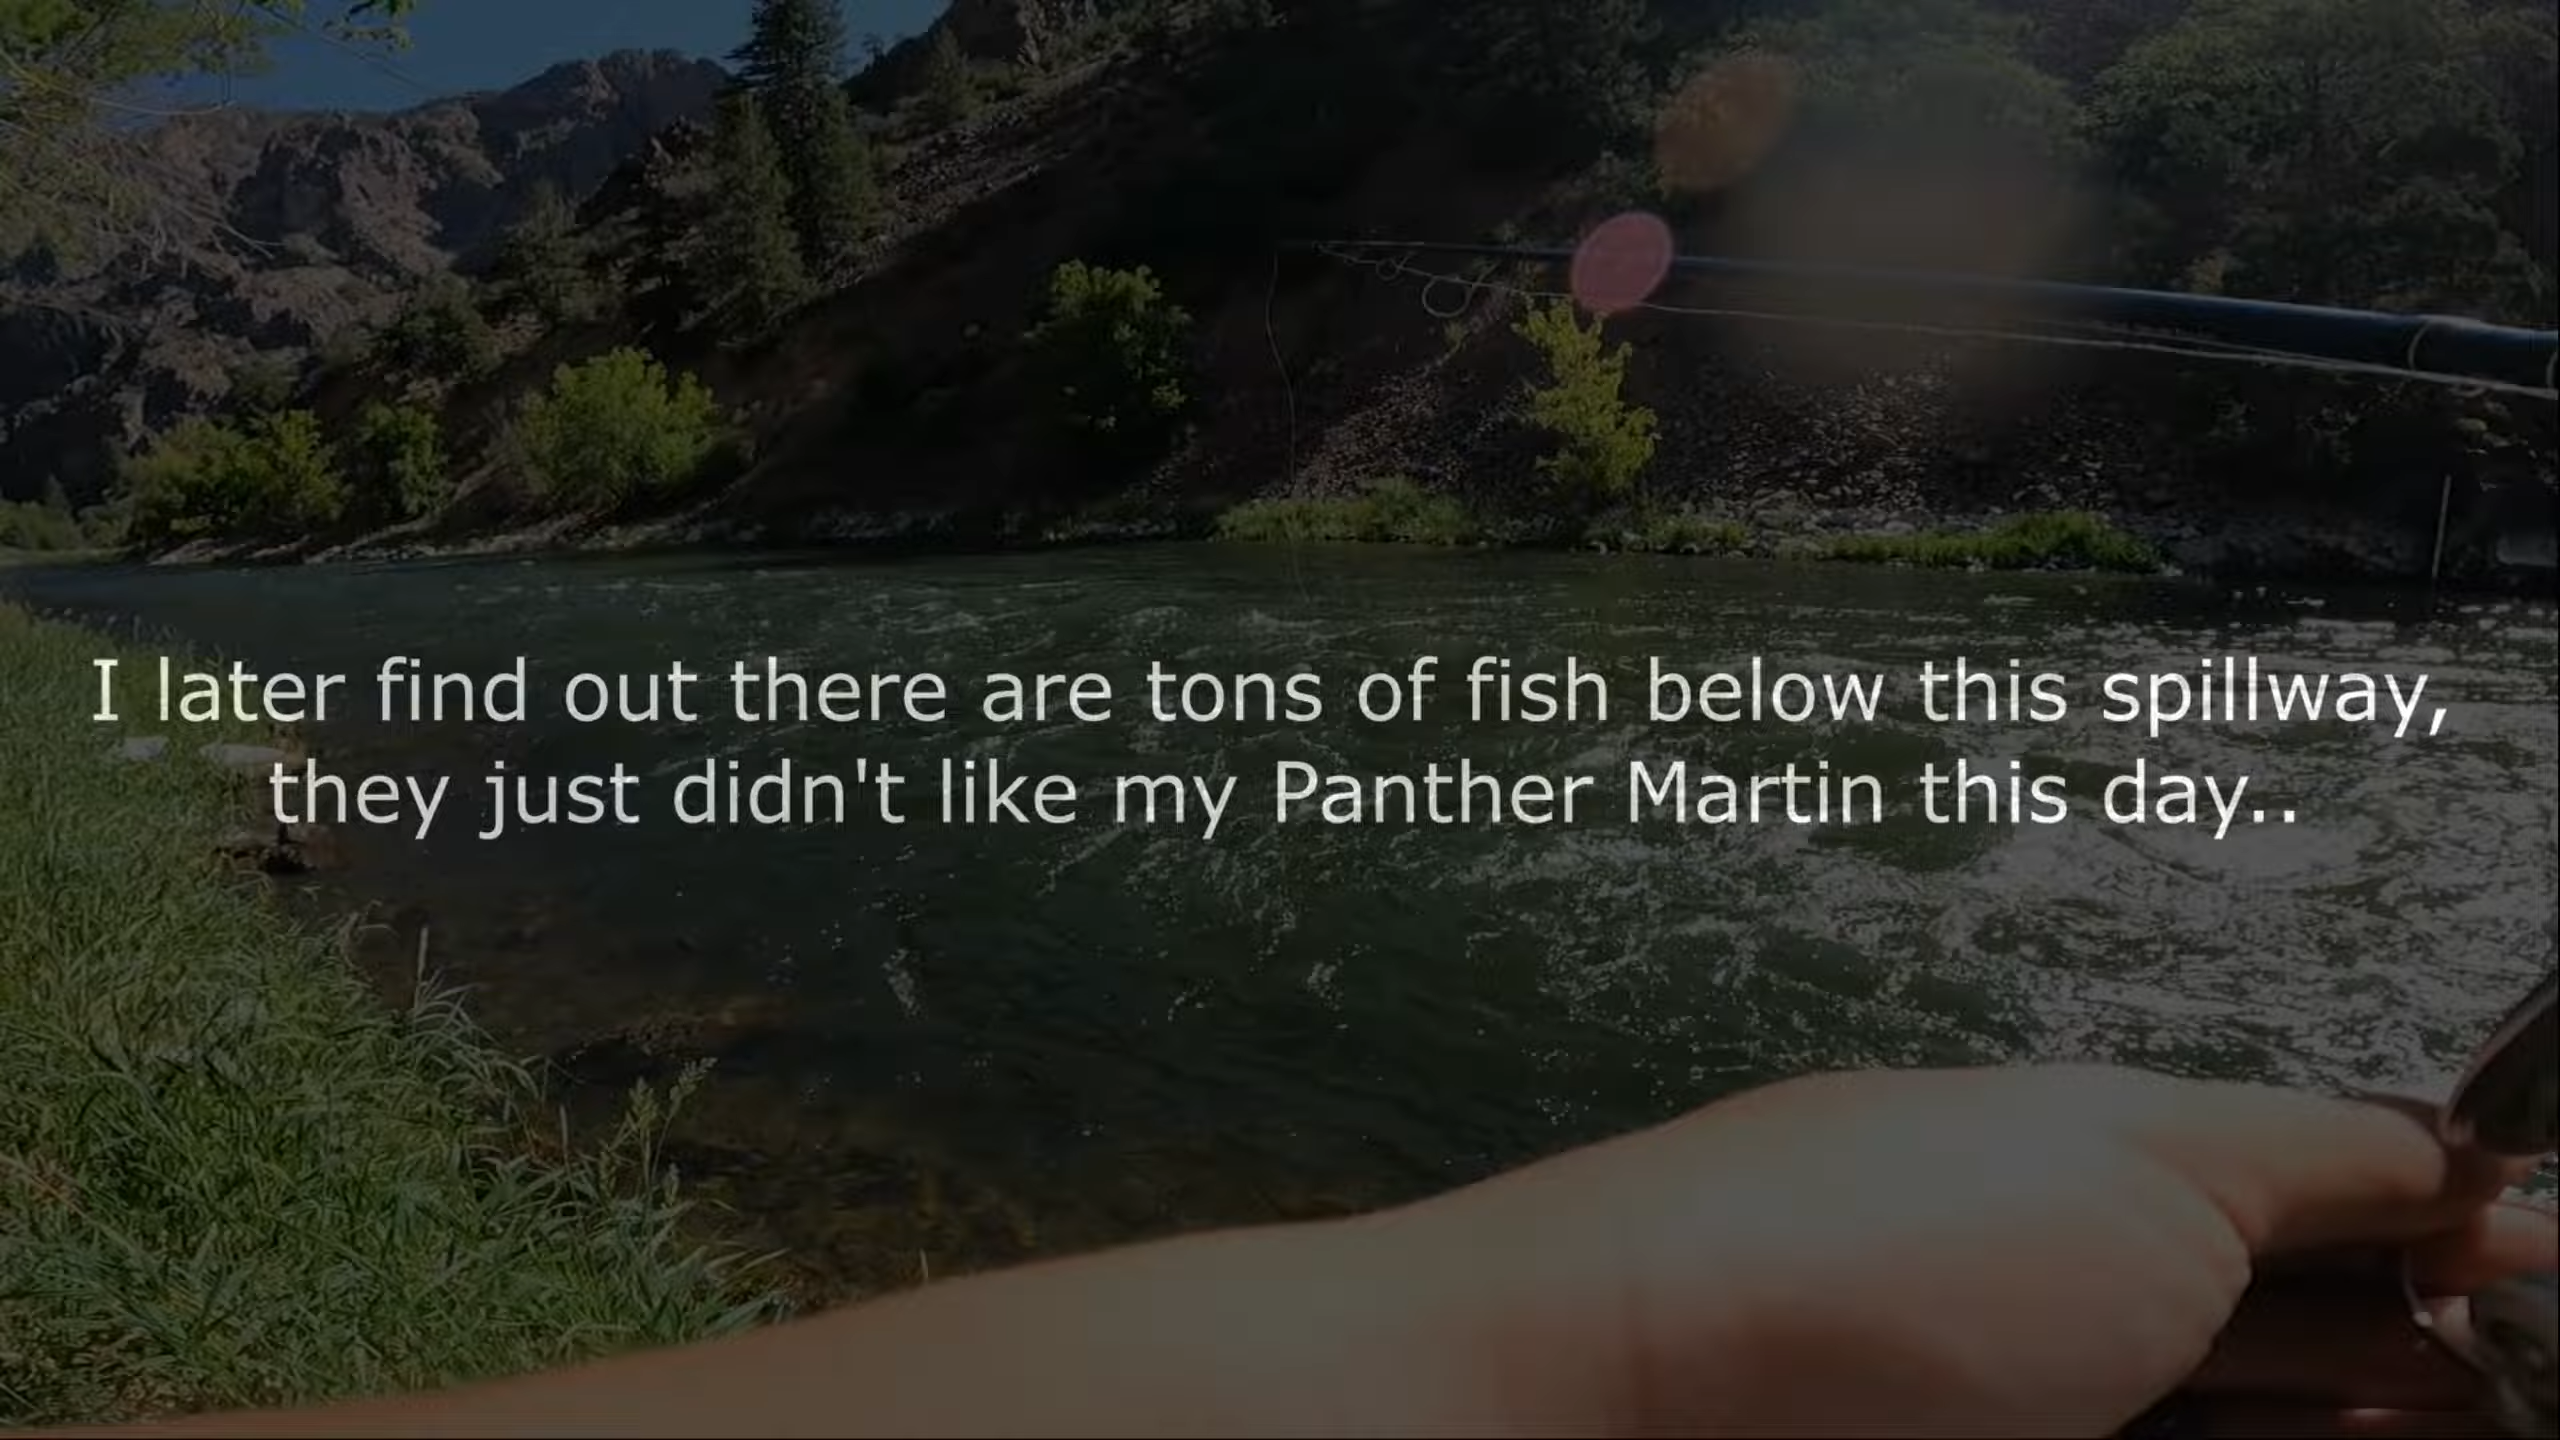 I later find out there are tons of fish below this spillway,
they just didn't like my Panther Martin this day..